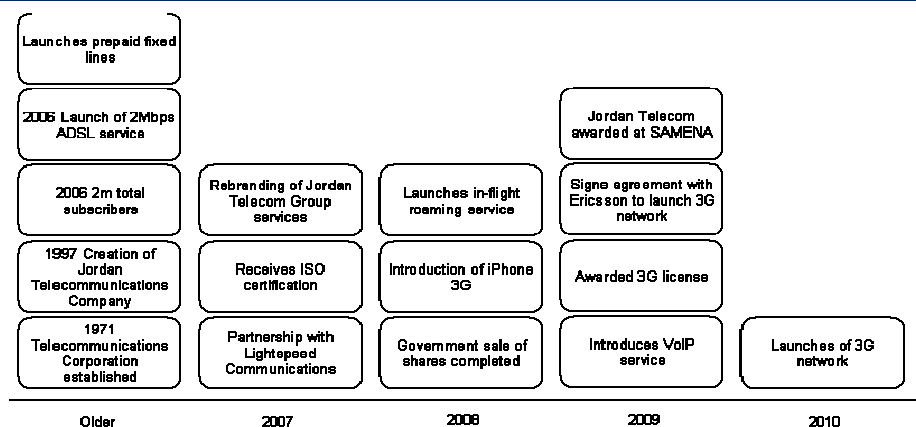 Launches prepaid fixed
lines
2006 Launch of 2Mbps
ADSL service
2006 2m total
subscribers
1997 Creation of
Jordan
Telecommunications
Company
1971
Telecommunications
Corporation
established
Older
Rebranding of Jordan
Telecom Group
services
Receives ISO
certification
Partnership with
Lightspeed
Communications
2007
Launches in-flight
roaming service
Introduction of iPhone
3G
Government sale of
shares completed
2008
Jordan Telecom
awarded at SAMENA
Signs agreement with
Ericsson to launch 3G
network
Awarded 3G license
Introduces VoIP
service
2009
Launches of 3G
network
2010